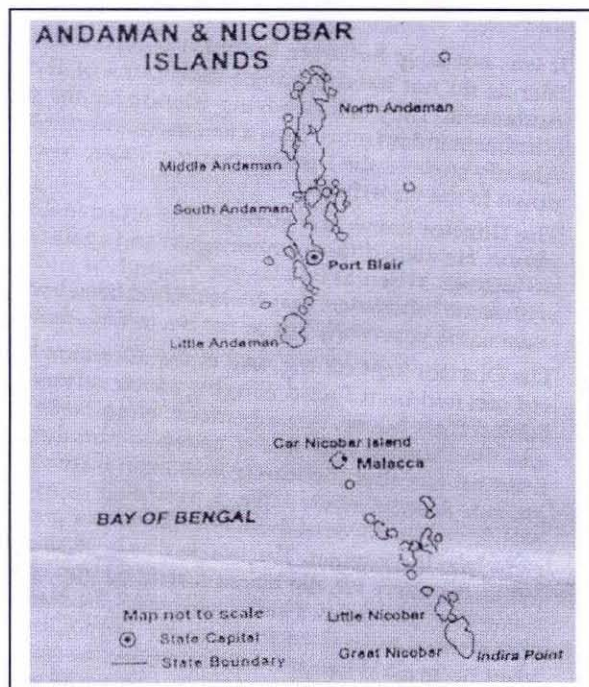 ANDAMAN & NICOBAR
ISLANDS
North Andaman
Middle Andaman
South Andaman
Port Blair
Little Andaman
Car Nicobar Island
Malacca
BAY OF BENGAL
Map not to scale
State Capital
State Boundary
Little Nicobar
Great Nicobar
Indira Point